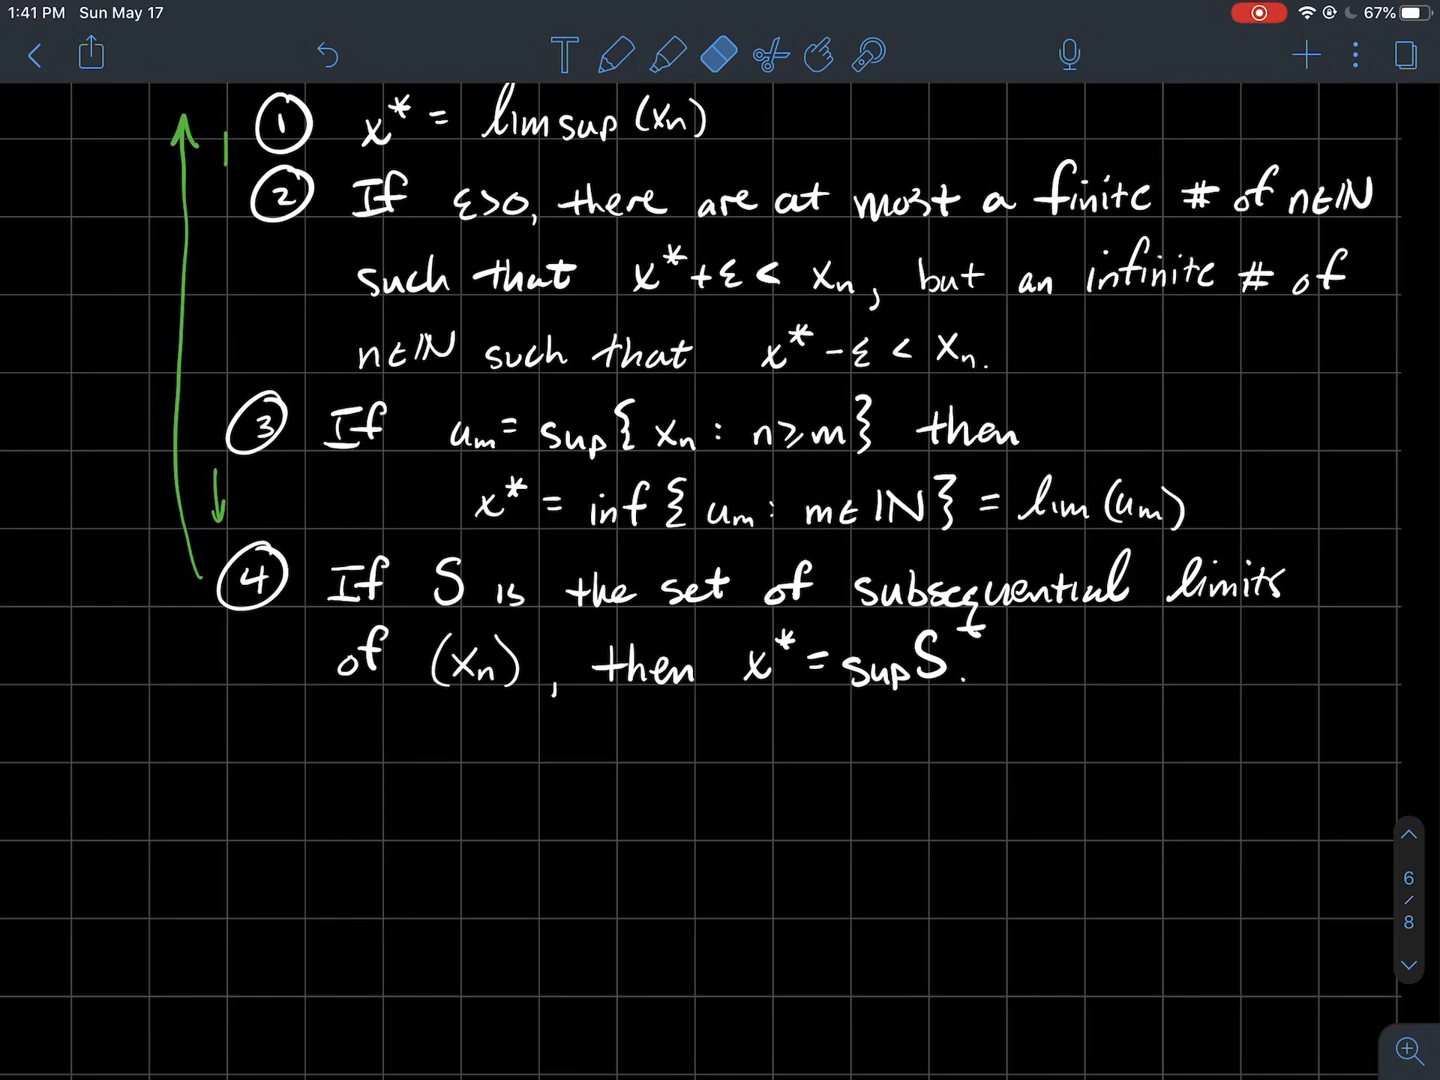 1:41 PM Sun May 17 67%
① x* = limsup (xₙ)
② If ε>0, there are at most a finite # of n∈ℕ
such that x*+ε < xₙ, but an infinite # of
n∈ℕ such that x*-ε < xₙ.
③ If uₘ = sup{ xₙ : n≥m } then
x* = inf { uₘ : m∈ℕ } = lim (uₘ)
④ If S is the set of subsequential limits
of (xₙ), then x* = sup S.
6
/
8